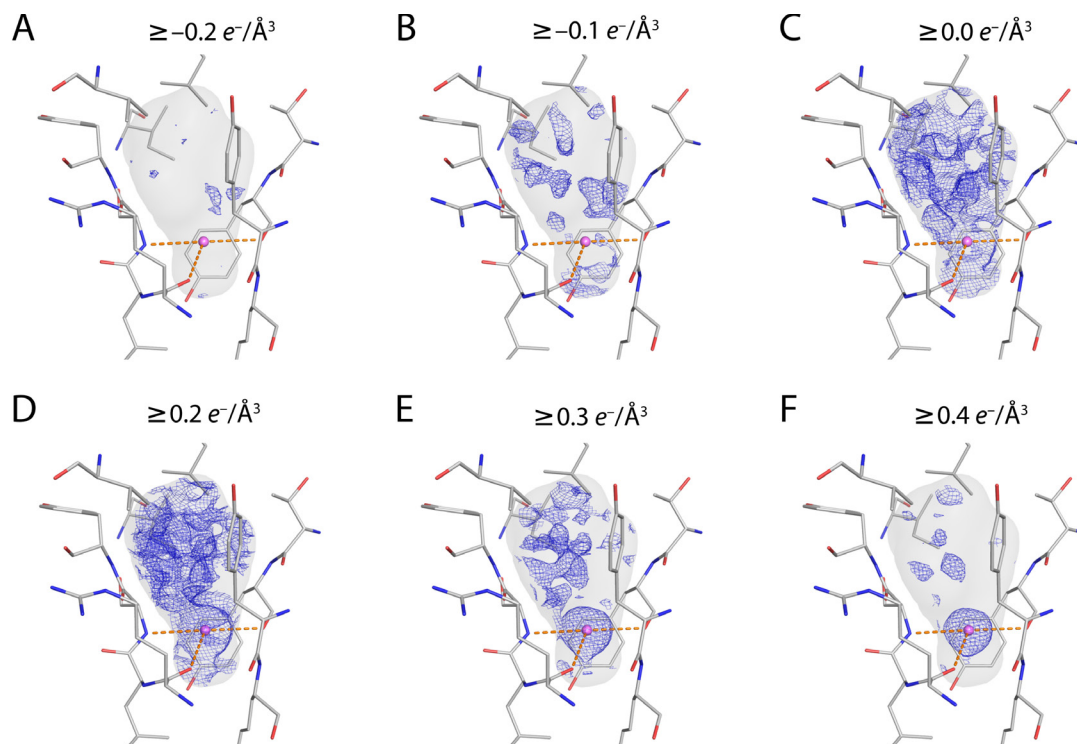 A ≥ –0.2 e⁻/Å³
B ≥ –0.1 e⁻/Å³
C ≥ 0.0 e⁻/Å³
D ≥ 0.2 e⁻/Å³
E ≥ 0.3 e⁻/Å³
F ≥ 0.4 e⁻/Å³